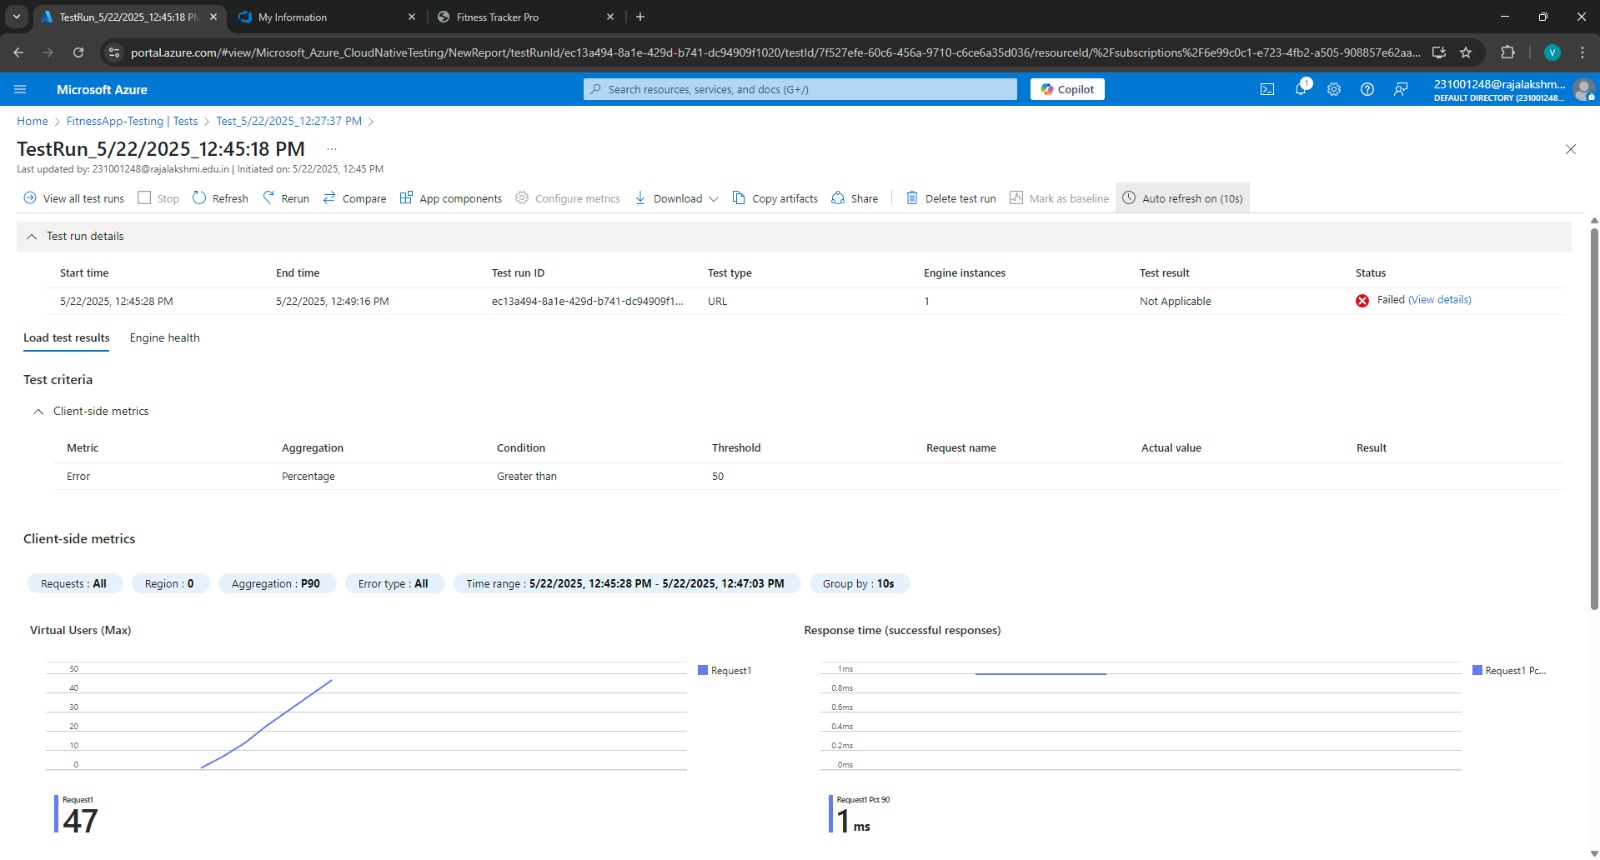 TestRun_5/22/2025_12:45:18 PM
My Information
Fitness Tracker Pro
portal.azure.com/#view/Microsoft_Azure_CloudNativeTesting/NewReport/testRunId/ec13a494-8a1e-429d-b741-dc94909f1020/testId/7f527efe-60c6-456a-9710-c6ce6a35d036/resourceId/%2Fsubscriptions%2F6e99c0c1-e723-4fb2-a505-908857e62aa...
V
Microsoft Azure
Search resources, services, and docs (G+/)
Copilot
1
231001248@rajalakshm...
DEFAULT DIRECTORY (231001248...
Home > FitnessApp-Testing | Tests > Test_5/22/2025_12:27:37 PM >
TestRun_5/22/2025_12:45:18 PM ...
Last updated by: 231001248@rajalakshmi.edu.in | Initiated on: 5/22/2025, 12:45 PM
View all test runs Stop Refresh Rerun Compare App components Configure metrics Download Copy artifacts Share Delete test run Mark as baseline Auto refresh on (10s)
Test run details
Start time End time Test run ID Test type Engine instances Test result Status
5/22/2025, 12:45:28 PM 5/22/2025, 12:49:16 PM ec13a494-8a1e-429d-b741-dc94909f1... URL 1 Not Applicable Failed (View details)
Load test results Engine health
Test criteria
Client-side metrics
Metric Aggregation Condition Threshold Request name Actual value Result
Error Percentage Greater than 50
Client-side metrics
Requests : All Region : 0 Aggregation : P90 Error type : All Time range : 5/22/2025, 12:45:28 PM - 5/22/2025, 12:47:03 PM Group by : 10s
Virtual Users (Max)
50
40
30
20
10
0
Request1
Request1
47
Response time (successful responses)
1ms
0.8ms
0.6ms
0.4ms
0.2ms
0ms
Request1 Pc...
Request1 Pct 90
1 ms